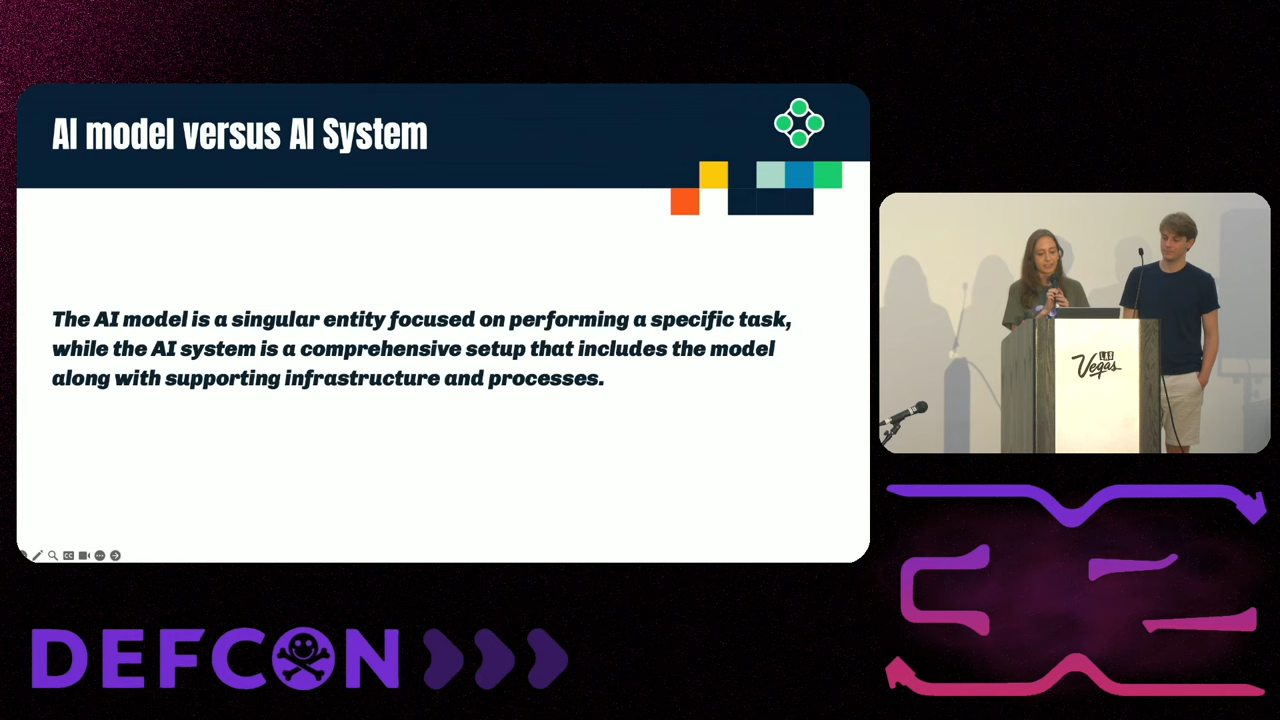 AI model versus AI System
The AI model is a singular entity focused on performing a specific task,
while the AI system is a comprehensive setup that includes the model
along with supporting infrastructure and processes.
LAS
Vegas
DEFCON